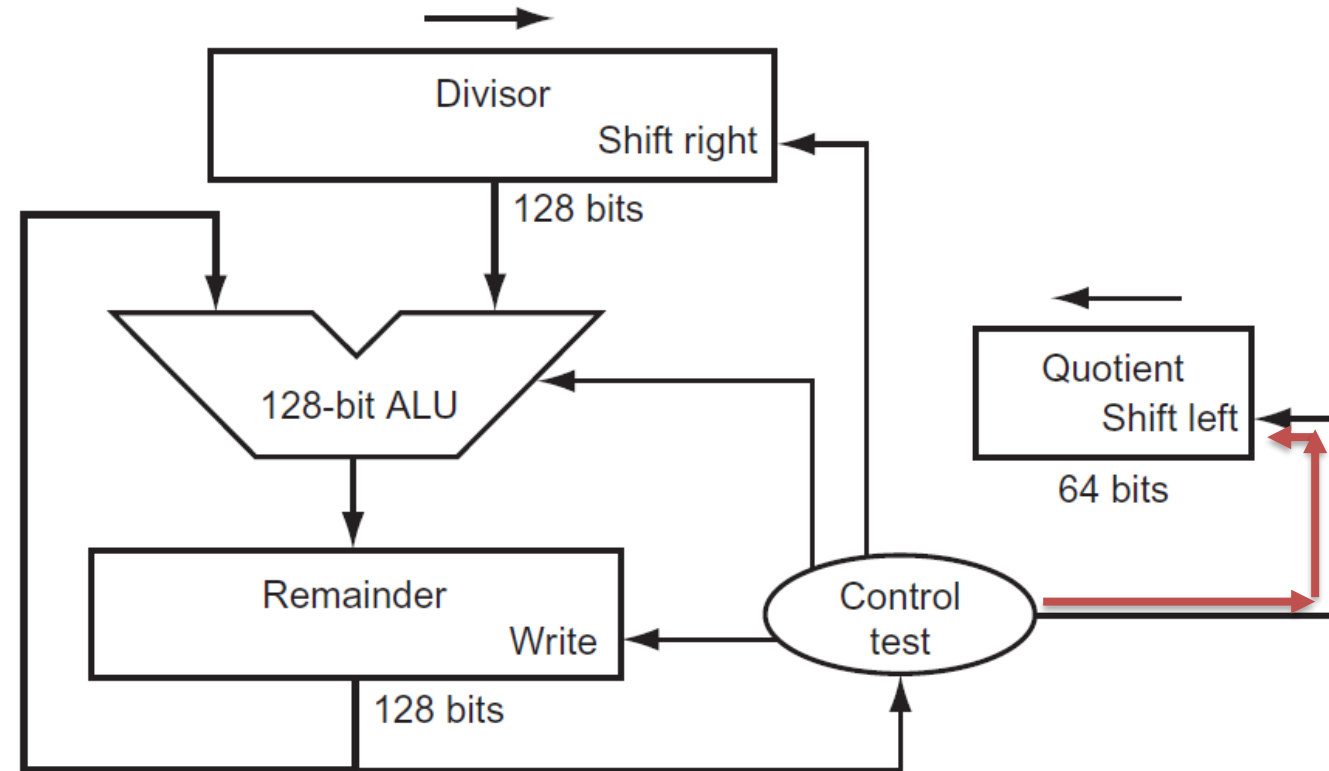 Divisor
Shift right
128 bits
128-bit ALU
Quotient
Shift left
64 bits
Remainder
Write
128 bits
Control
test